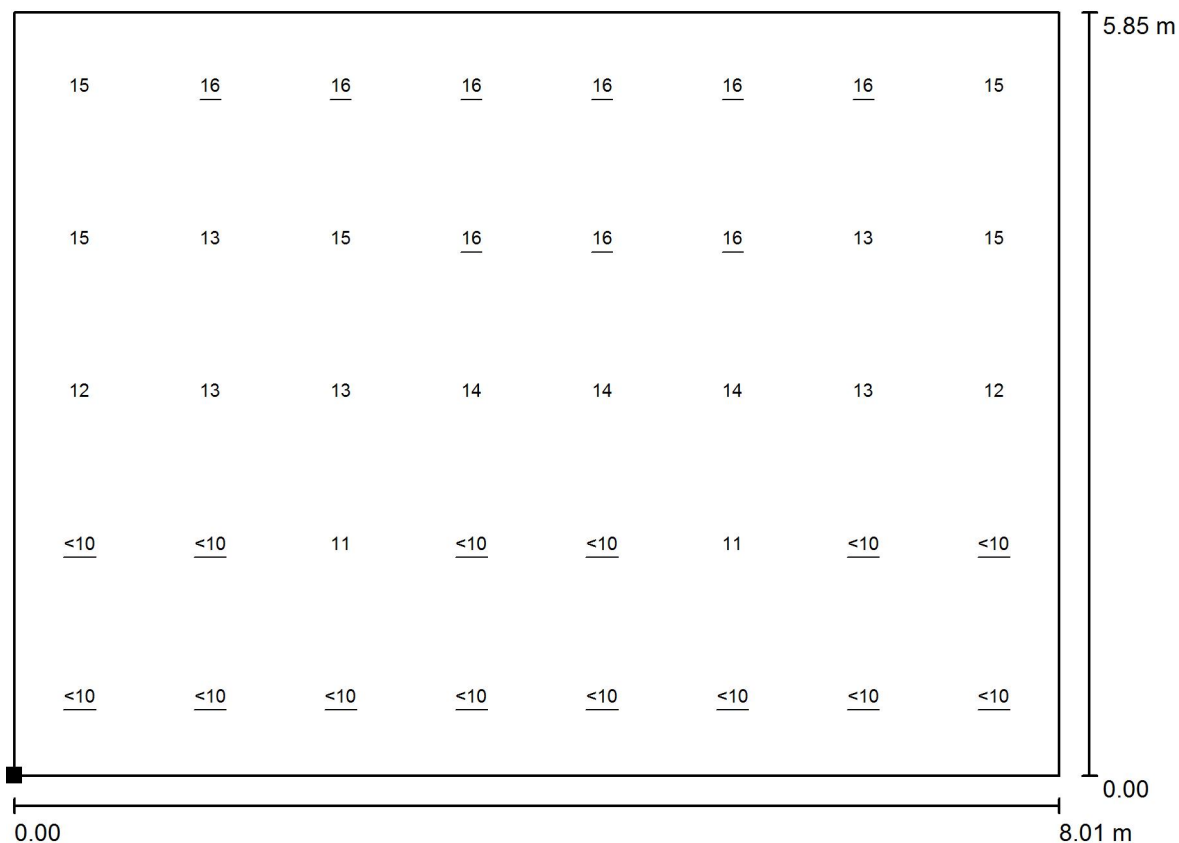 5.85 m
15 16 16 16 16 16 16 15
15 13 15 16 16 16 13 15
12 13 13 14 14 14 13 12
<10 <10 11 <10 <10 11 <10 <10
<10 <10 <10 <10 <10 <10 <10 <10
0.00
0.00 8.01 m